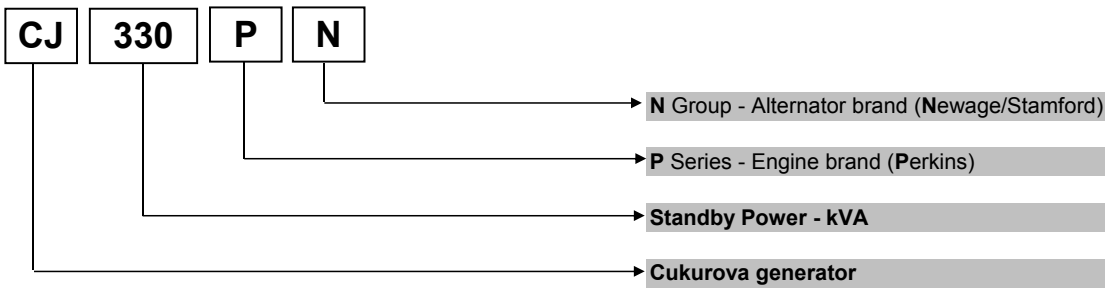 CJ 330 P N
N Group - Alternator brand (Newage/Stamford)
P Series - Engine brand (Perkins)
Standby Power - kVA
Cukurova generator